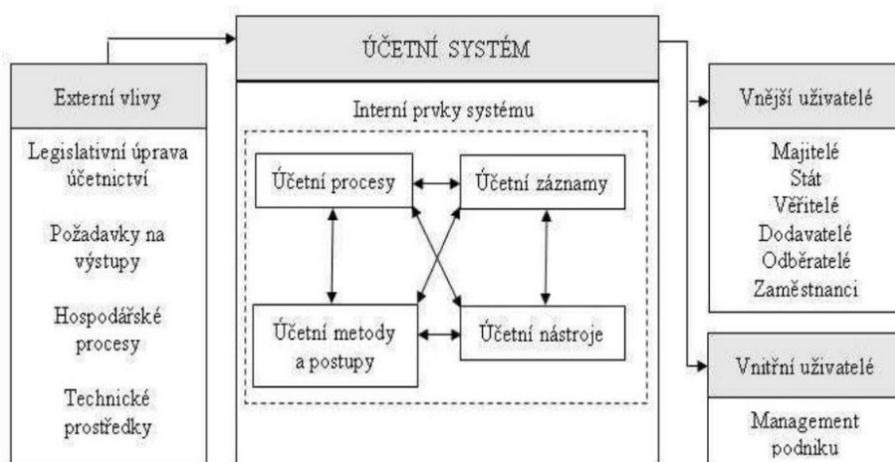 ÚČETNÍ SYSTÉM
Externí vlivy
Legislativní úprava
účetnictví
Požadavky na
výstupy
Hospodářské
procesy
Technické
prostředky
Interní prvky systému
Účetní procesy
Účetní záznamy
Účetní metody
a postupy
Účetní nástroje
Vnější uživatelé
Majitelé
Stát
Věřitelé
Dodavatelé
Odběratelé
Zaměstnanci
Vnitřní uživatelé
Management
podniku